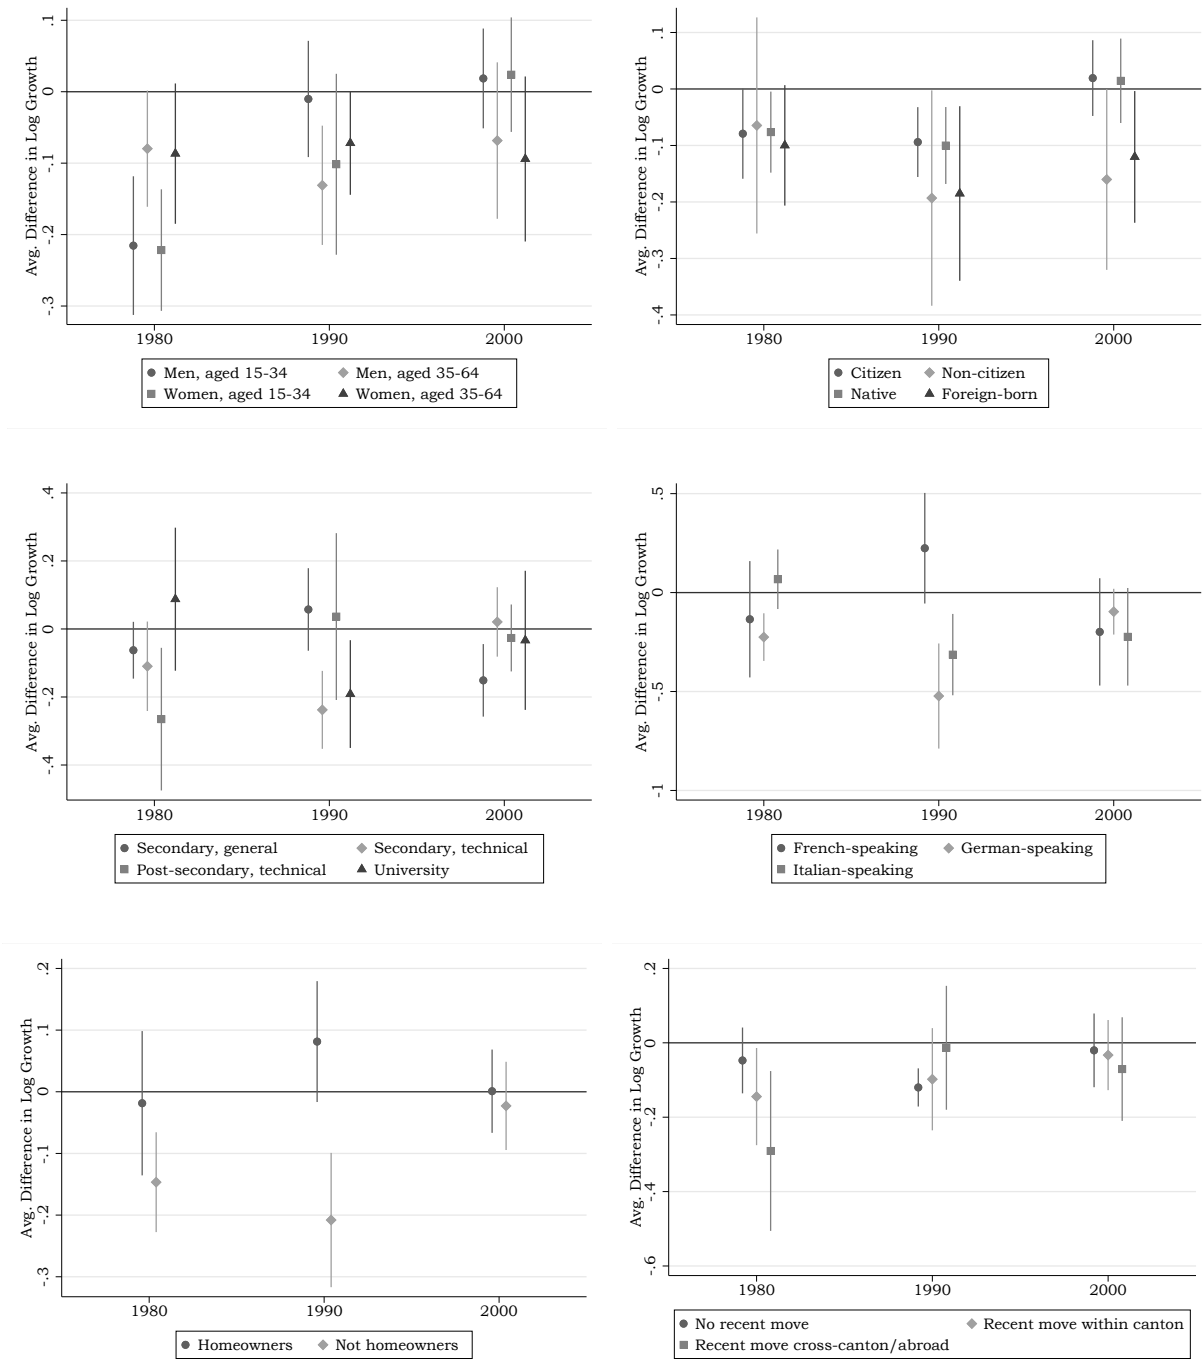 Avg. Difference in Log Growth
.1
0
-.1
-.2
-.3
1980 1990 2000
Men, aged 15-34 Men, aged 35-64
Women, aged 15-34 Women, aged 35-64
Avg. Difference in Log Growth
.1
0
-.1
-.2
-.3
-.4
1980 1990 2000
Citizen Non-citizen
Native Foreign-born
Avg. Difference in Log Growth
.4
.2
0
-.2
-.4
1980 1990 2000
Secondary, general Secondary, technical
Post-secondary, technical University
Avg. Difference in Log Growth
.5
0
-.5
-1
1980 1990 2000
French-speaking German-speaking
Italian-speaking
Avg. Difference in Log Growth
.2
.1
0
-.1
-.2
-.3
1980 1990 2000
Homeowners Not homeowners
Avg. Difference in Log Growth
.2
0
-.2
-.4
-.6
1980 1990 2000
No recent move Recent move within canton
Recent move cross-canton/abroad